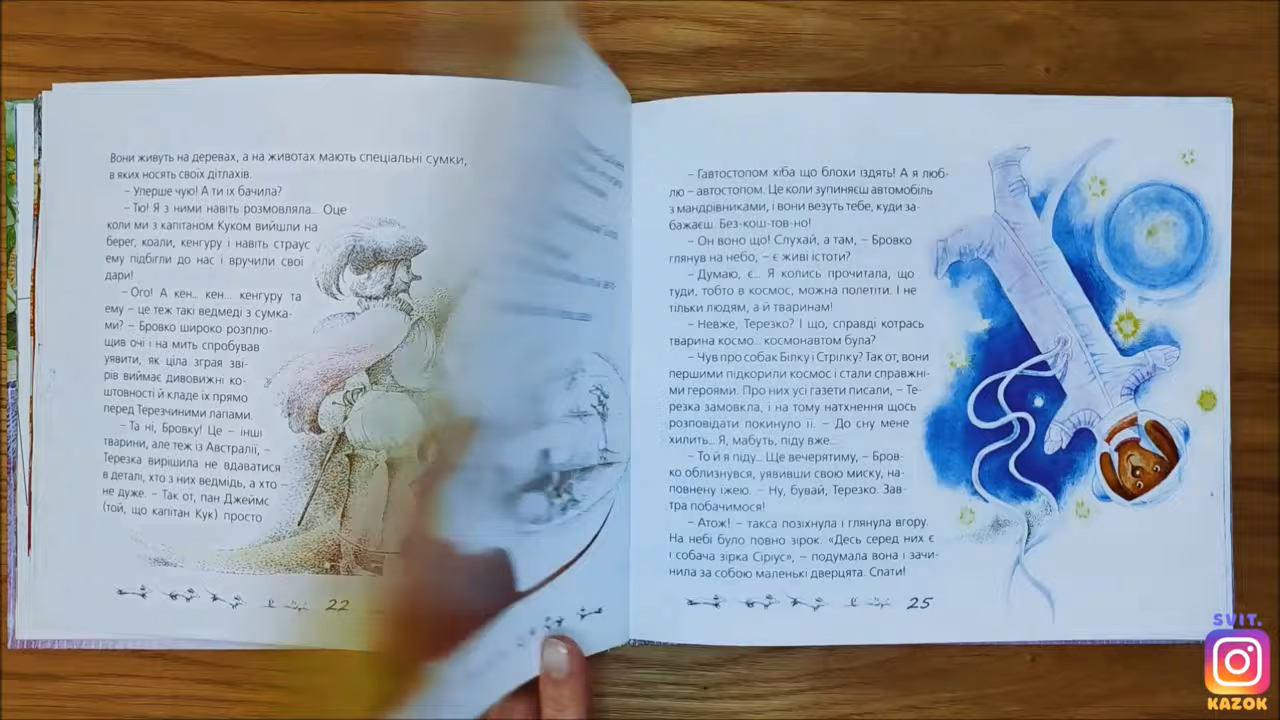 Вони живуть на деревах, а на животах мають спеціальні сумки,
в яких носять своїх дітлахів.
– Уперше чую! А ти їх бачила?
– Тю! Я з ними навіть розмовляла... Оце
коли ми з капітаном Куком вийшли на
берег, коали, кенгуру і навіть страус
ему підбігли до нас і вручили свої
дари!
– Ого! А кен... кен... кенгуру та
ему – це теж такі ведмеді з сумка-
ми? – Бровко широко розплю-
щив очі і на мить спробував
уявити, як ціла зграя зві-
рів виймає дивовижні ко-
штовності й кладе їх прямо
перед Терезчиними лапами.
– Та ні, Бровку! Це – інші
тварини, але теж із Австралії, –
Терезка вирішила не вдаватися
в деталі, хто з них ведмідь, а хто –
не дуже. – Так от, пан Джеймс
(той, що капітан Кук) просто
22
– Гавтостопом хіба що блохи їздять! А я люб-
лю – автостопом. Це коли зупиняєш автомобіль
з мандрівниками, і вони везуть тебе, куди за-
бажаєш. Без-кош-тов-но!
– Он воно що! Слухай, а там, – Бровко
глянув на небо, – є живі істоти?
– Думаю, є... Я колись прочитала, що
туди, тобто в космос, можна полетіти. І не
тільки людям, а й тваринам!
– Невже, Терезко? І що, справді котрась
тварина космо... космонавтом була?
– Чув про собак Білку і Стрілку? Так от, вони
першими підкорили космос і стали справжні-
ми героями. Про них усі газети писали, – Те-
резка замовкла, і на тому натхнення щось
розповідати покинуло її. – До сну мене
хилить... Я, мабуть, піду вже...
– То й я піду... Ще вечерятиму, – Бров-
ко облизнувся, уявивши свою миску, на-
повнену їжею. – Ну, бувай, Терезко. Зав-
тра побачимося!
– Атож! – такса позіхнула і глянула вгору.
На небі було повно зірок. «Десь серед них є
і собача зірка Сіріус», – подумала вона і зачи-
нила за собою маленькі дверцята. Спати!
25
SVIT.
KAZOK